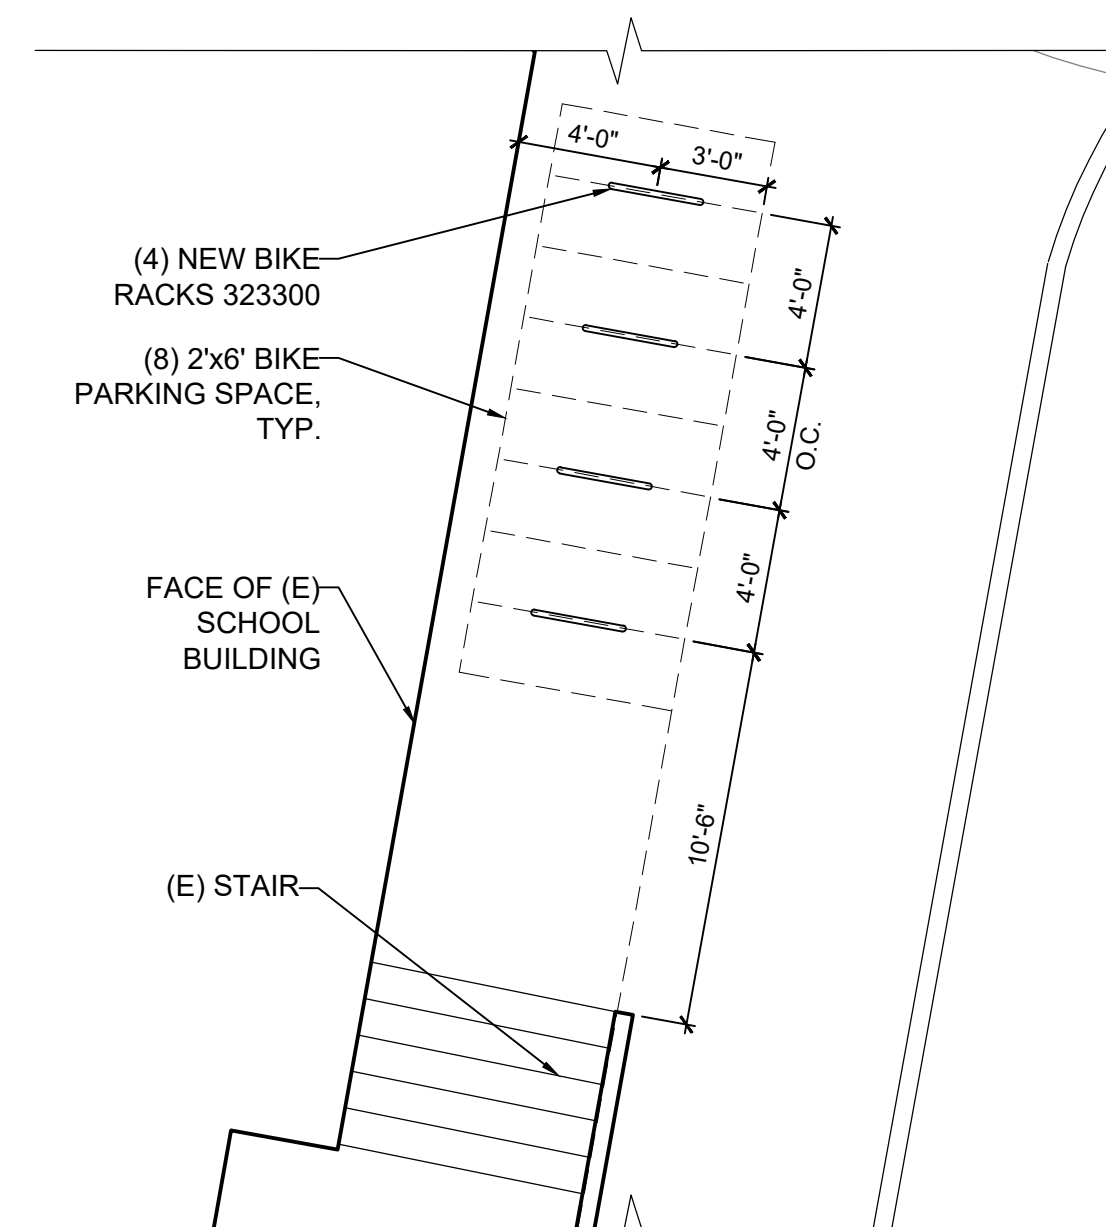 4'-0"
3'-0"
(4) NEW BIKE
RACKS 323300
4'-0"
(8) 2'x6' BIKE
PARKING SPACE,
TYP.
4'-0"
O.C.
4'-0"
FACE OF (E)
SCHOOL
BUILDING
10'-6"
(E) STAIR